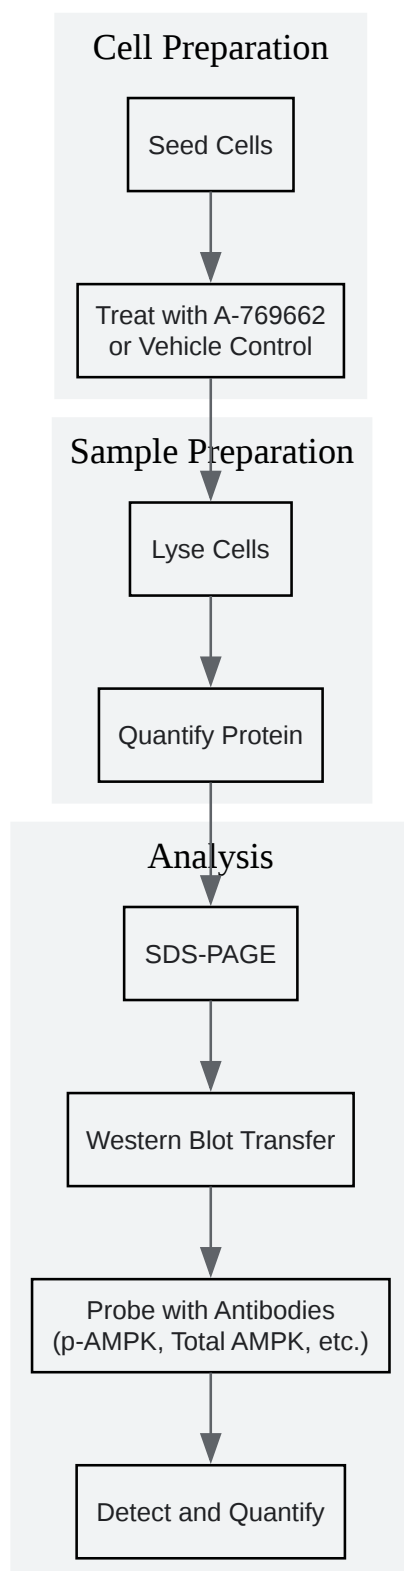 Cell Preparation
Seed Cells
Treat with A-769662
or Vehicle Control
Sample Preparation
Lyse Cells
Quantify Protein
Analysis
SDS-PAGE
Western Blot Transfer
Probe with Antibodies
(p-AMPK, Total AMPK, etc.)
Detect and Quantify